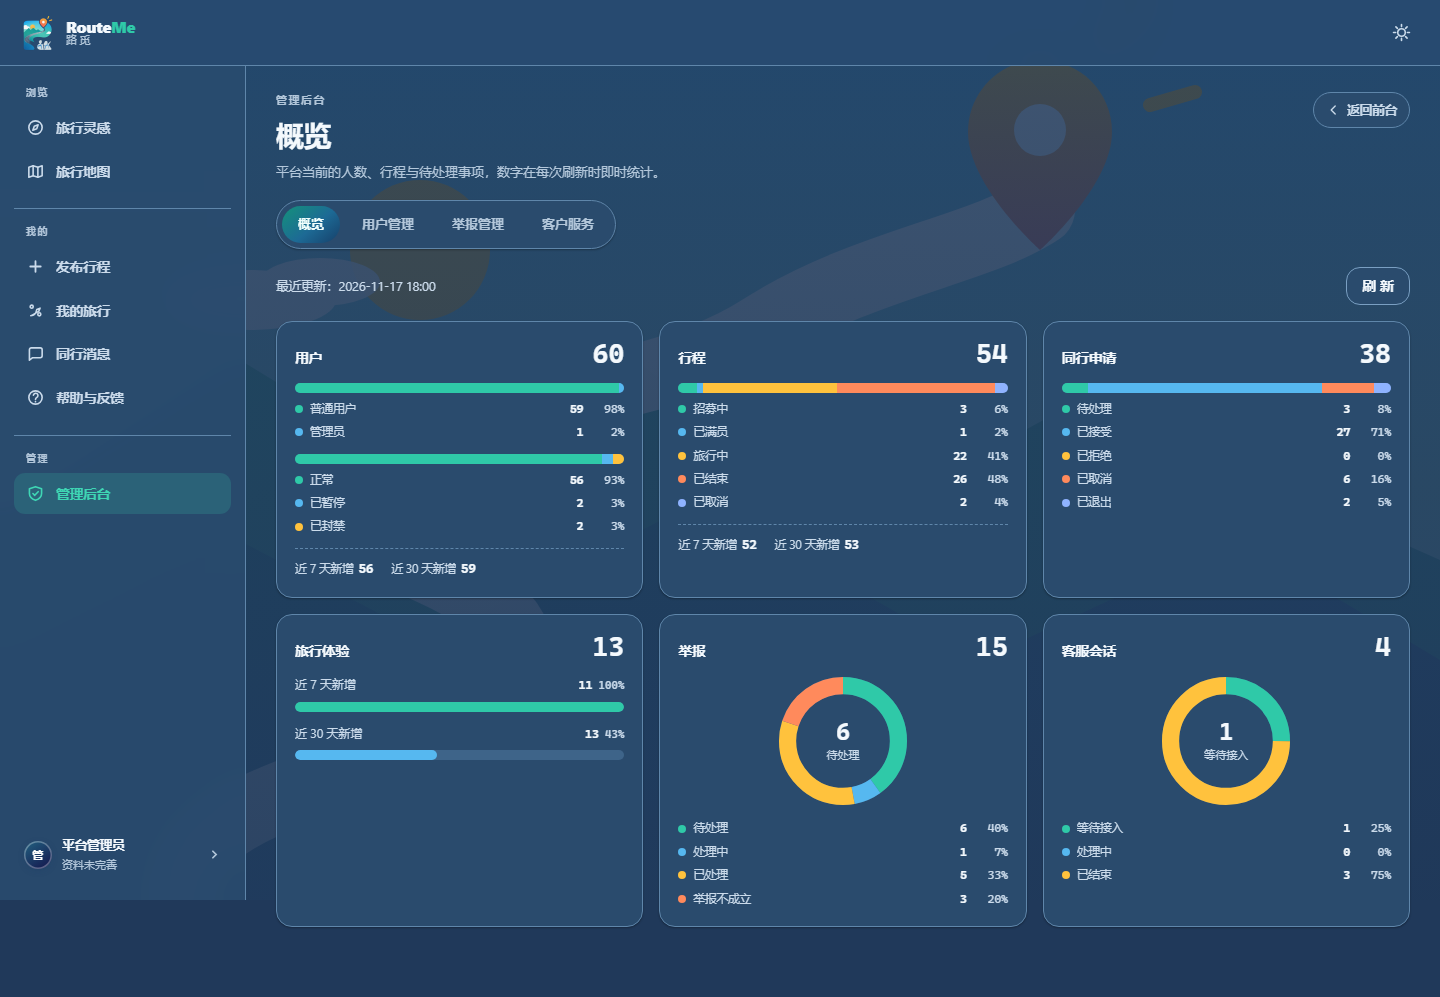 RouteMe
路觅
浏览
旅行灵感
旅行地图
我的
发布行程
我的旅行
同行消息
帮助与反馈
管理
管理后台
管
平台管理员
资料未完善
管理后台
概览
平台当前的人数、行程与待处理事项，数字在每次刷新时即时统计。
返回前台
概览 用户管理 举报管理 客户服务
最近更新：2026-11-17 18:00
刷 新
用户 60
普通用户 59 98%
管理员 1 2%
正常 56 93%
已暂停 2 3%
已封禁 2 3%
近 7 天新增 56 近 30 天新增 59
行程 54
招募中 3 6%
已满员 1 2%
旅行中 22 41%
已结束 26 48%
已取消 2 4%
近 7 天新增 52 近 30 天新增 53
同行申请 38
待处理 3 8%
已接受 27 71%
已拒绝 0 0%
已取消 6 16%
已退出 2 5%
旅行体验 13
近 7 天新增 11 100%
近 30 天新增 13 43%
举报 15
6
待处理
待处理 6 40%
处理中 1 7%
已处理 5 33%
举报不成立 3 20%
客服会话 4
1
等待接入
等待接入 1 25%
处理中 0 0%
已结束 3 75%